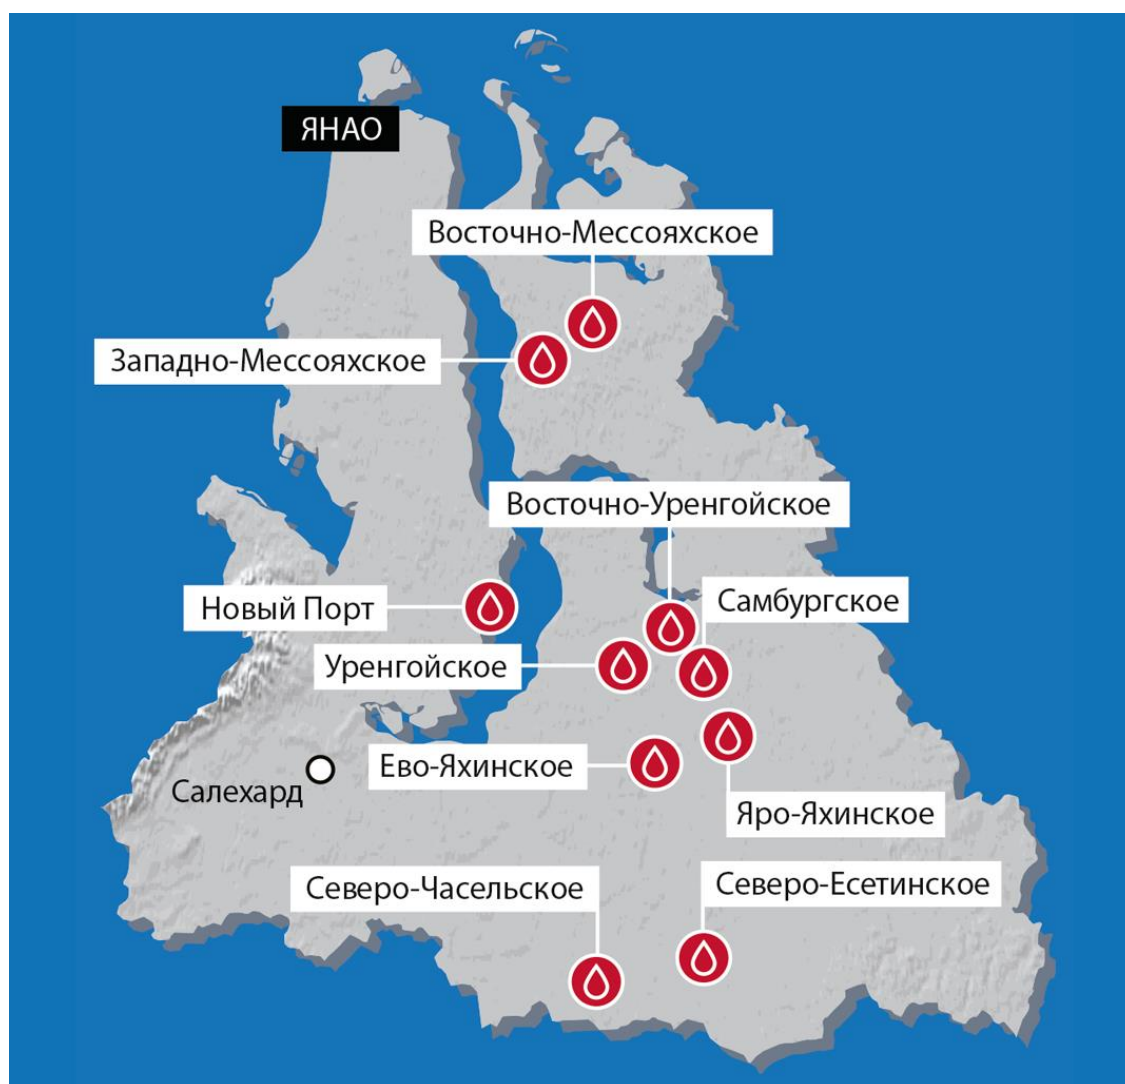 ЯНАО
Восточно-Мессояхское
Западно-Мессояхское
Восточно-Уренгойское
Новый Порт
Самбургское
Уренгойское
Ево-Яхинское
Салехард
Яро-Яхинское
Северо-Часельское
Северо-Есетинское